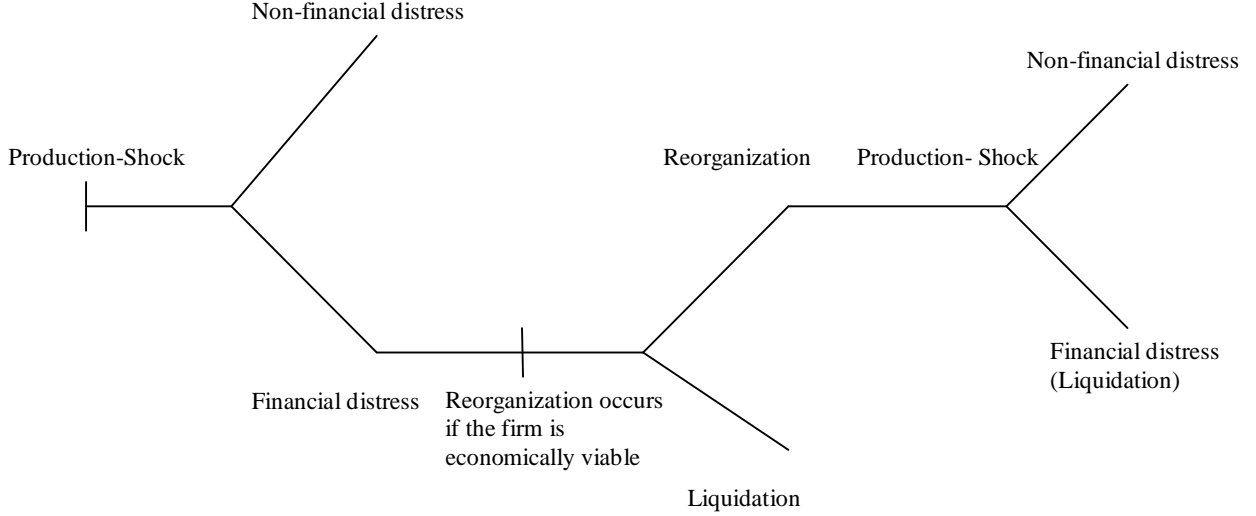 Non-financial distress
Non-financial distress
Production-Shock
Reorganization
Production- Shock
Financial distress
(Liquidation)
Financial distress
Reorganization occurs
if the firm is
economically viable
Liquidation